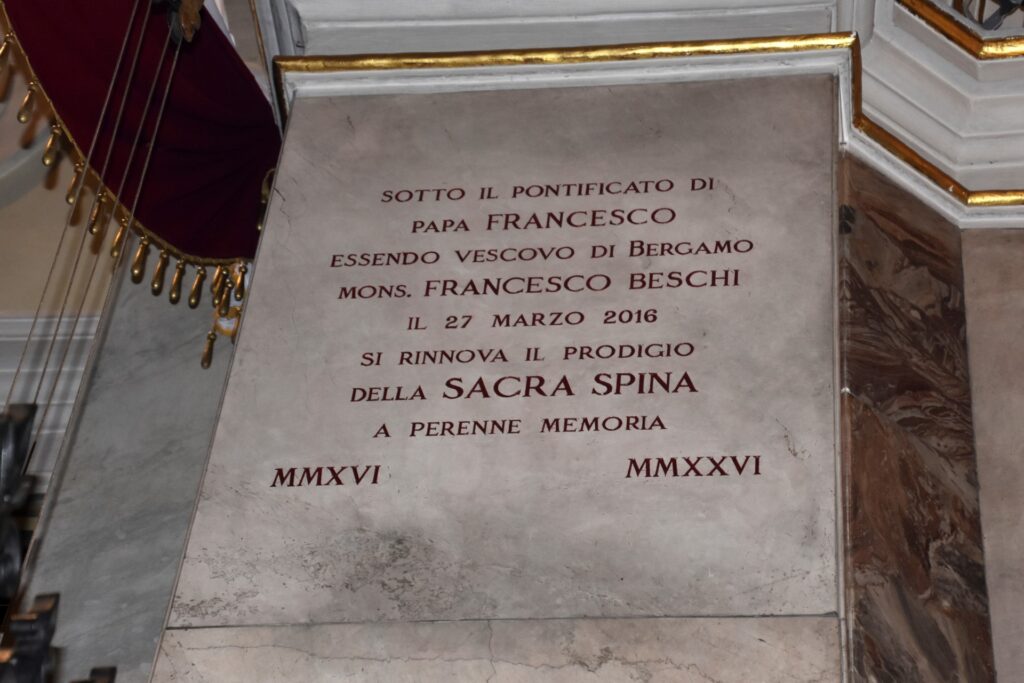 SOTTO IL PONTIFICATO DI
PAPA FRANCESCO
ESSENDO VESCOVO DI BERGAMO
MONS. FRANCESCO BESCHI
IL 27 MARZO 2016
SI RINNOVA IL PRODIGIO
DELLA SACRA SPINA
A PERENNE MEMORIA
MMXVI MMXXVI